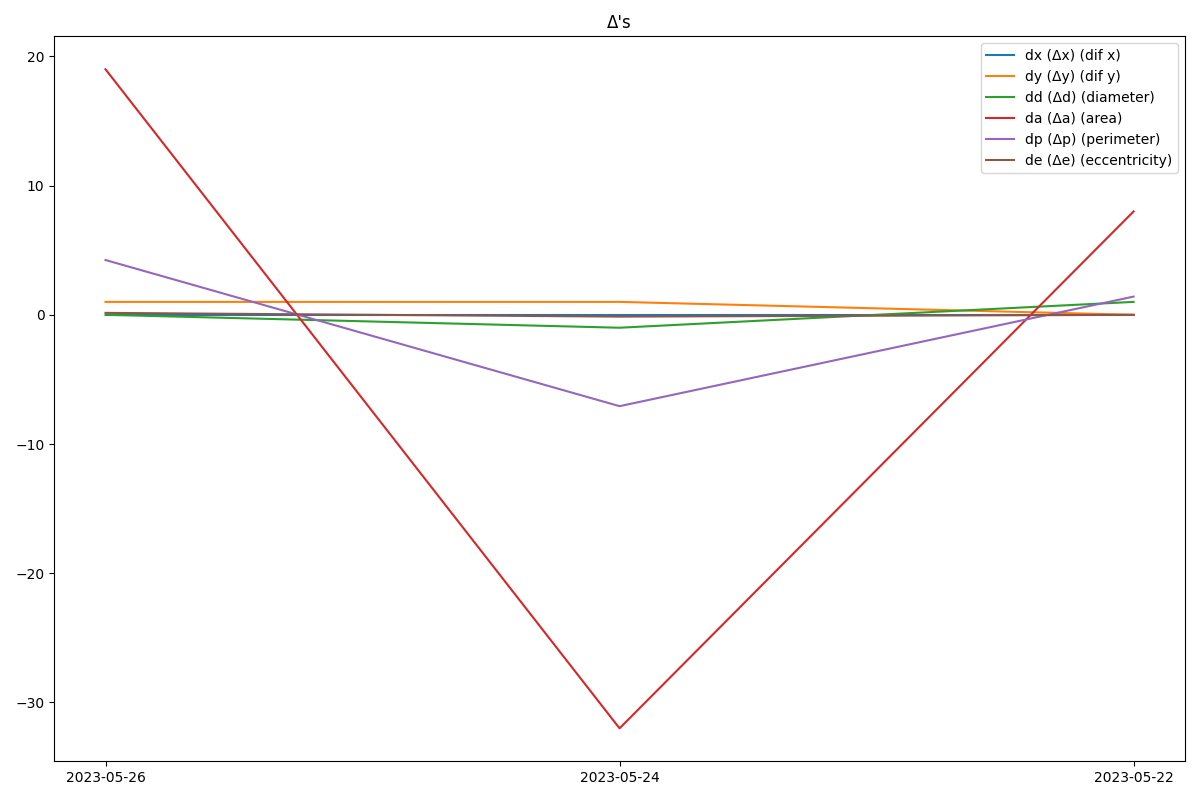 Δ's
dx (Δx) (dif x)
dy (Δy) (dif y)
dd (Δd) (diameter)
da (Δa) (area)
dp (Δp) (perimeter)
de (Δe) (eccentricity)
20
10
0
−10
−20
−30
2023-05-26 2023-05-24 2023-05-22